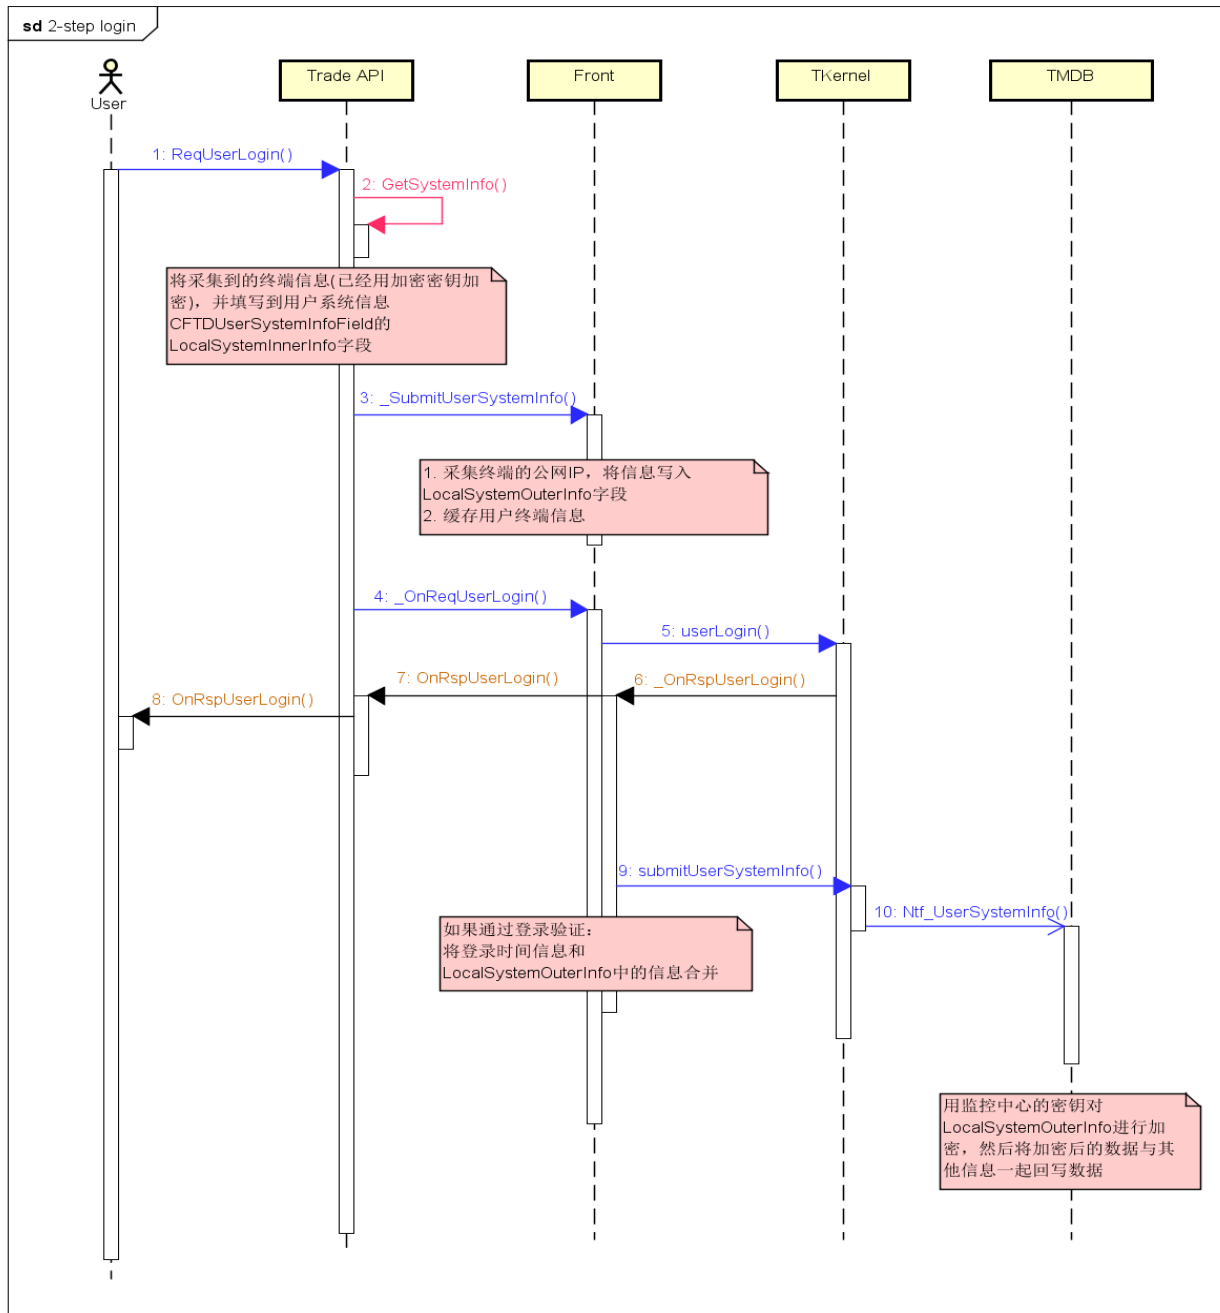 sd 2-step login
User
Trade API
Front
TKernel
TMDB
1: ReqUserLogin()
2: GetSystemInfo()
将采集到的终端信息(已经用加密密钥加
密)，并填写到用户系统信息
CFTDUserSystemInfoField的
LocalSystemInnerInfo字段
3: _SubmitUserSystemInfo()
1. 采集终端的公网IP，将信息写入
LocalSystemOuterInfo字段
2. 缓存用户终端信息
4: _OnReqUserLogin()
5: userLogin()
6: _OnRspUserLogin()
7: OnRspUserLogin()
8: OnRspUserLogin()
9: submitUserSystemInfo()
10: Ntf_UserSystemInfo()
如果通过登录验证：
将登录时间信息和
LocalSystemOuterInfo中的信息合并
用监控中心的密钥对
LocalSystemOuterInfo进行加
密，然后将加密后的数据与其
他信息一起回写数据